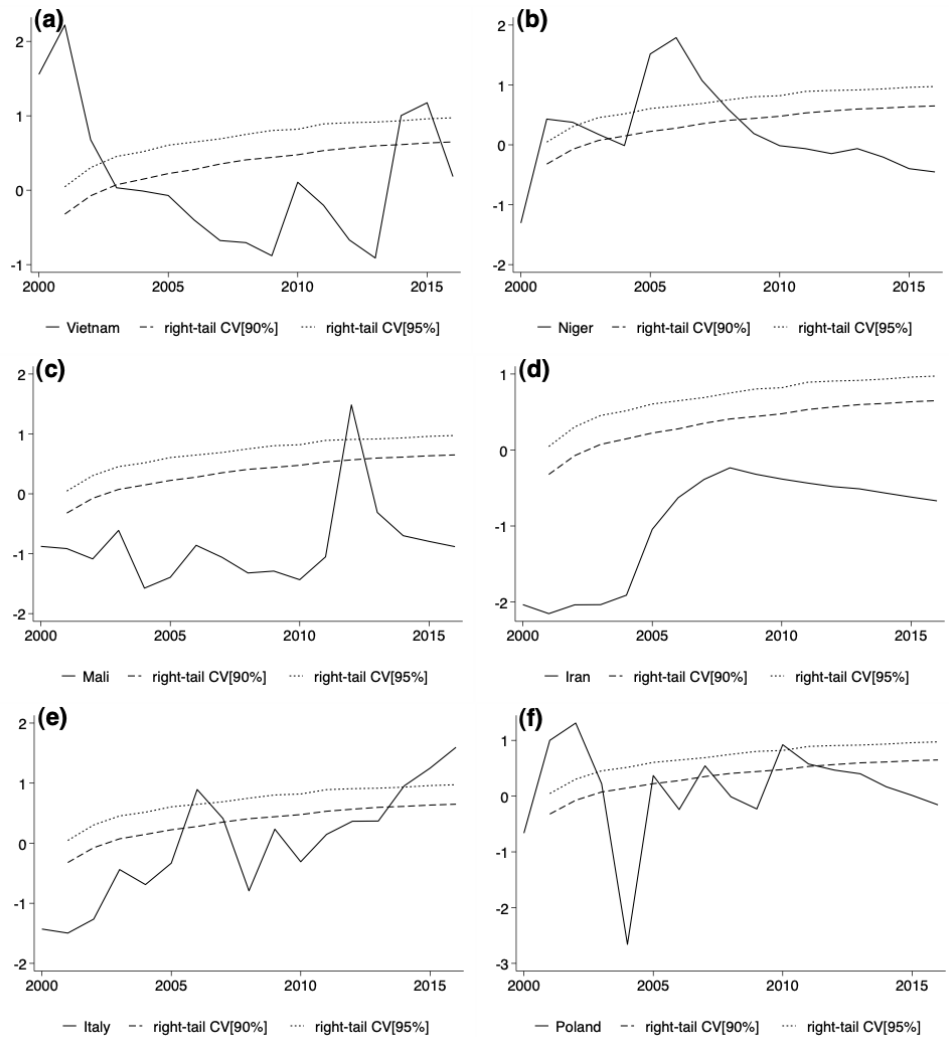 (a)
2
1
0
-1
2000 2005 2010 2015
Vietnam right-tail CV[90%] right-tail CV[95%]
(b)
2
1
0
-1
-2
2000 2005 2010 2015
Niger right-tail CV[90%] right-tail CV[95%]
(c)
2
1
0
-1
-2
2000 2005 2010 2015
Mali right-tail CV[90%] right-tail CV[95%]
(d)
1
0
-1
-2
2000 2005 2010 2015
Iran right-tail CV[90%] right-tail CV[95%]
(e)
2
1
0
-1
-2
2000 2005 2010 2015
Italy right-tail CV[90%] right-tail CV[95%]
(f)
1
0
-1
-2
-3
2000 2005 2010 2015
Poland right-tail CV[90%] right-tail CV[95%]